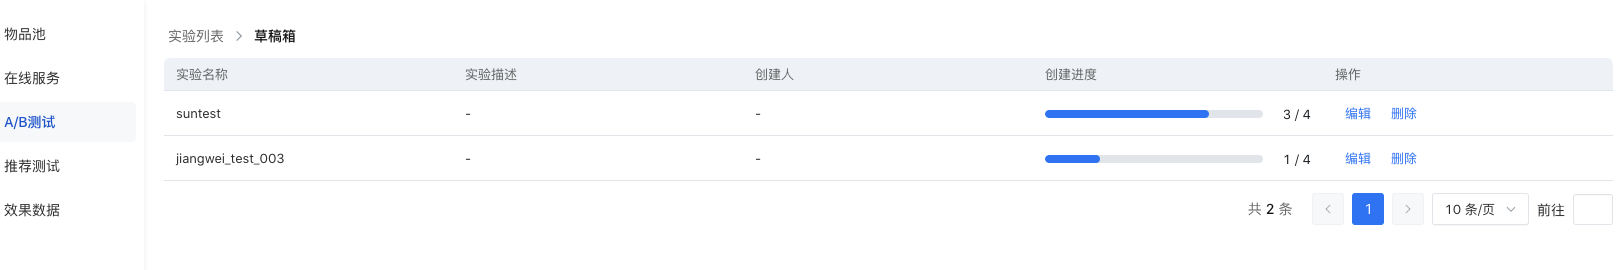 物品池
在线服务
A/B测试
推荐测试
效果数据
实验列表 > 草稿箱
实验名称 实验描述 创建人 创建进度 操作
suntest - - 3 / 4 编辑 删除
jiangwei_test_003 - - 1 / 4 编辑 删除
共 2 条 < 1 > 10 条/页 前往